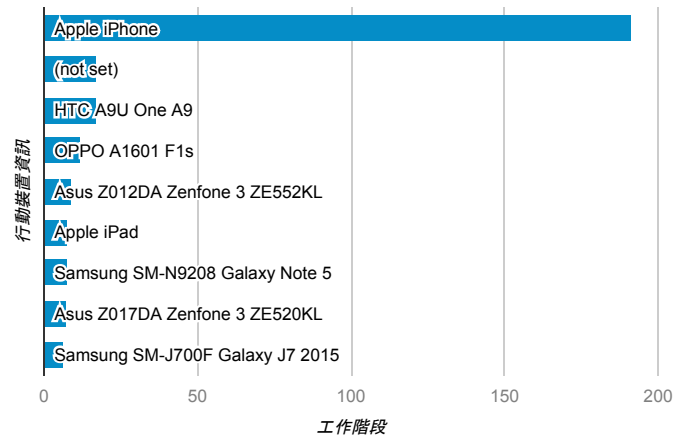 Apple iPhone
(not set)
HTC A9U One A9
OPPO A1601 F1s
Asus Z012DA Zenfone 3 ZE552KL
Apple iPad
Samsung SM-N9208 Galaxy Note 5
Asus Z017DA Zenfone 3 ZE520KL
Samsung SM-J700F Galaxy J7 2015
行動裝置資訊
0 50 100 150 200
工作階段